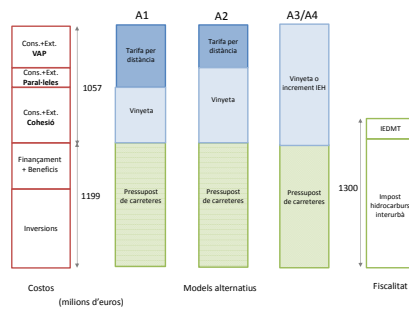 A1
A2
A3/A4
Cons.+Ext.
VAP
Cons.+Ext.
Paral·leles
Cons.+Ext.
Cohesió
Finançament
+ Beneficis
Inversions
1057
1199
Tarifa per
distància
Vinyeta
Pressupost
de carreteres
Tarifa per
distància
Vinyeta
Pressupost
de carreteres
Vinyeta o
increment IEH
Pressupost
de carreteres
1300
IEDMT
Impost
hidrocarburs
interurbà
Costos
(milions d'euros)
Models alternatius
Fiscalitat